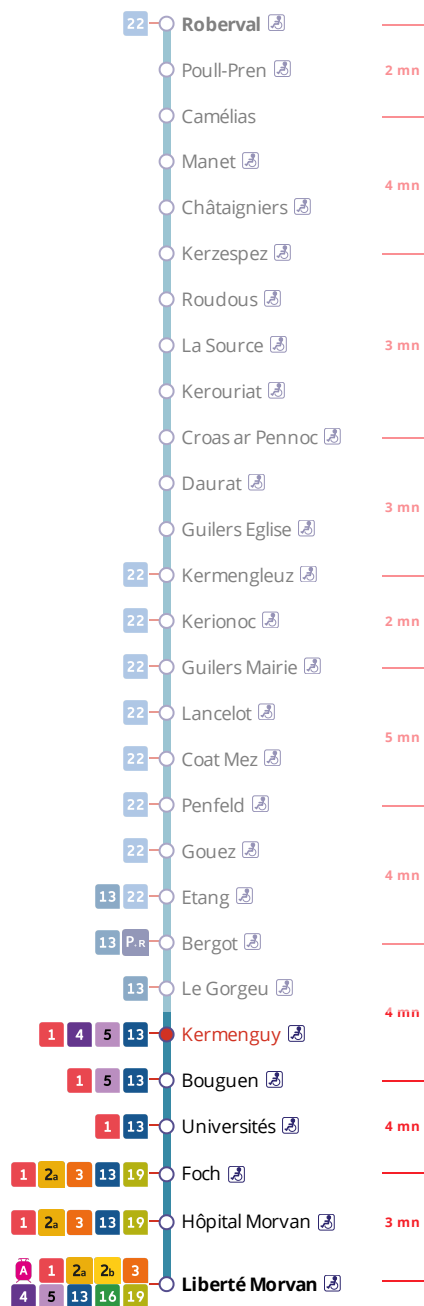 22 Roberval
Poull-Pren 2 mn
Camélias
Manet
4 mn
Châtaigniers
Kerzespez
Roudous
La Source 3 mn
Kerouriat
Croas ar Pennoc
Daurat
3 mn
Guilers Eglise
22 Kermengleuz
22 Kerionoc 2 mn
22 Guilers Mairie
22 Lancelot
5 mn
22 Coat Mez
22 Penfeld
22 Gouez
4 mn
13 22 Etang
13 P+R Bergot
13 Le Gorgeu
4 mn
1 4 5 13 Kermenguy
1 5 13 Bouguen
1 13 Universités 4 mn
1 2a 3 13 19 Foch
1 2a 3 13 19 Hôpital Morvan 3 mn
A 1 2a 2b 3
4 5 13 16 19 Liberté Morvan